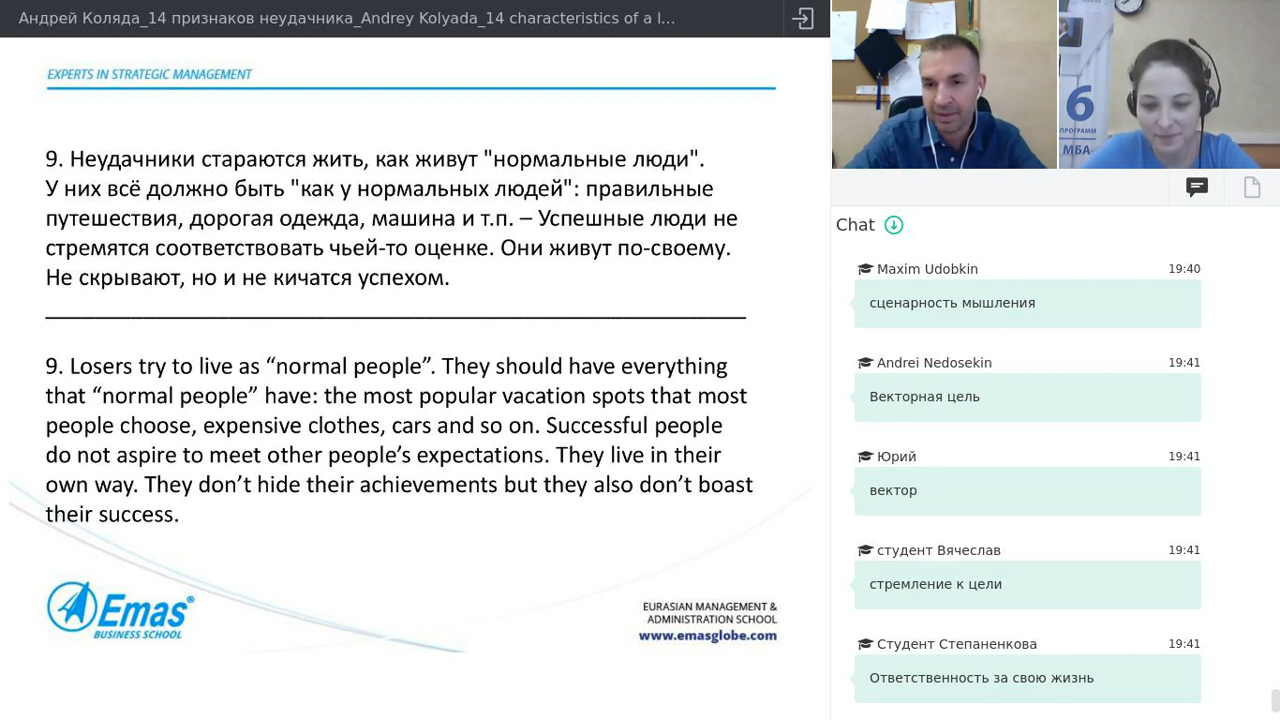 Андрей Коляда_14 признаков неудачника_Andrey Kolyada_14 characteristics of a l...
EXPERTS IN STRATEGIC MANAGEMENT
9. Неудачники стараются жить, как живут "нормальные люди".
У них всё должно быть "как у нормальных людей": правильные
путешествия, дорогая одежда, машина и т.п. – Успешные люди не
стремятся соответствовать чьей-то оценке. Они живут по-своему.
Не скрывают, но и не кичатся успехом.
9. Losers try to live as “normal people”. They should have everything
that “normal people” have: the most popular vacation spots that most
people choose, expensive clothes, cars and so on. Successful people
do not aspire to meet other people’s expectations. They live in their
own way. They don’t hide their achievements but they also don’t boast
their success.
Emas®
BUSINESS SCHOOL
EURASIAN MANAGEMENT &
ADMINISTRATION SCHOOL
www.emasglobe.com
6
ПРОГРАММ
МБА
Chat
Maxim Udobkin 19:40
сценарность мышления
Andrei Nedosekin 19:41
Векторная цель
Юрий 19:41
вектор
студент Вячеслав 19:41
стремление к цели
Студент Степаненкова 19:41
Ответственность за свою жизнь